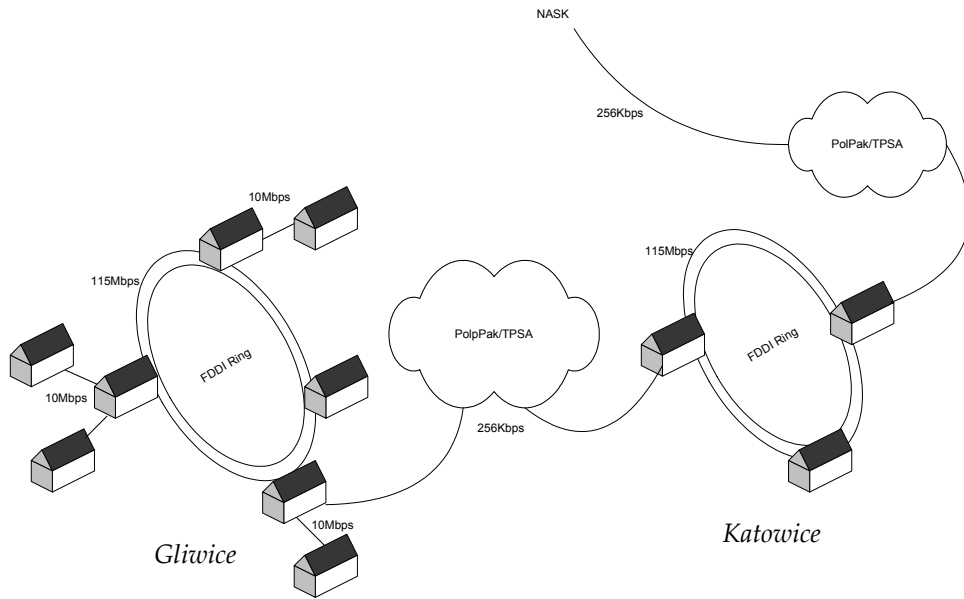 NASK
256Kbps
PolPak/TPSA
10Mbps
115Mbps
FDDI Ring
10Mbps
PolpPak/TPSA
256Kbps
10Mbps
Gliwice
115Mbps
FDDI Ring
Katowice